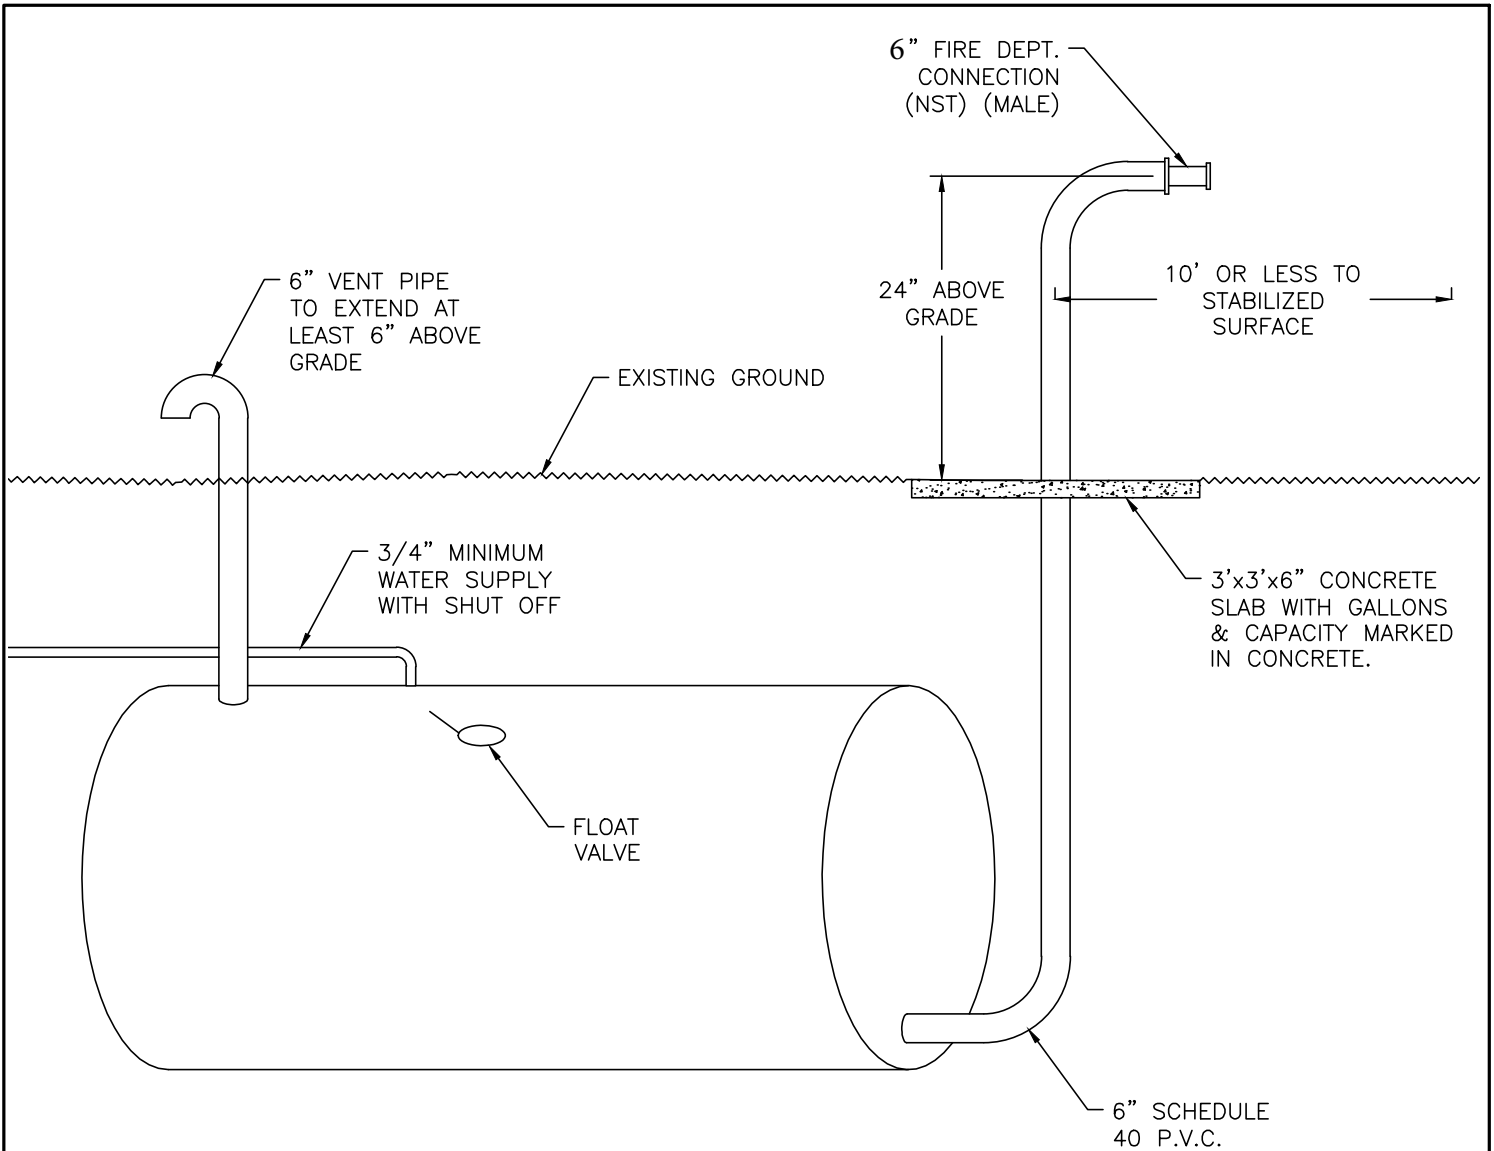 6” FIRE DEPT.
CONNECTION
(NST) (MALE)
6” VENT PIPE
TO EXTEND AT
LEAST 6” ABOVE
GRADE
24” ABOVE
GRADE
10' OR LESS TO
STABILIZED
SURFACE
EXISTING GROUND
3/4” MINIMUM
WATER SUPPLY
WITH SHUT OFF
3'x3'x6” CONCRETE
SLAB WITH GALLONS
& CAPACITY MARKED
IN CONCRETE.
FLOAT
VALVE
6” SCHEDULE
40 P.V.C.